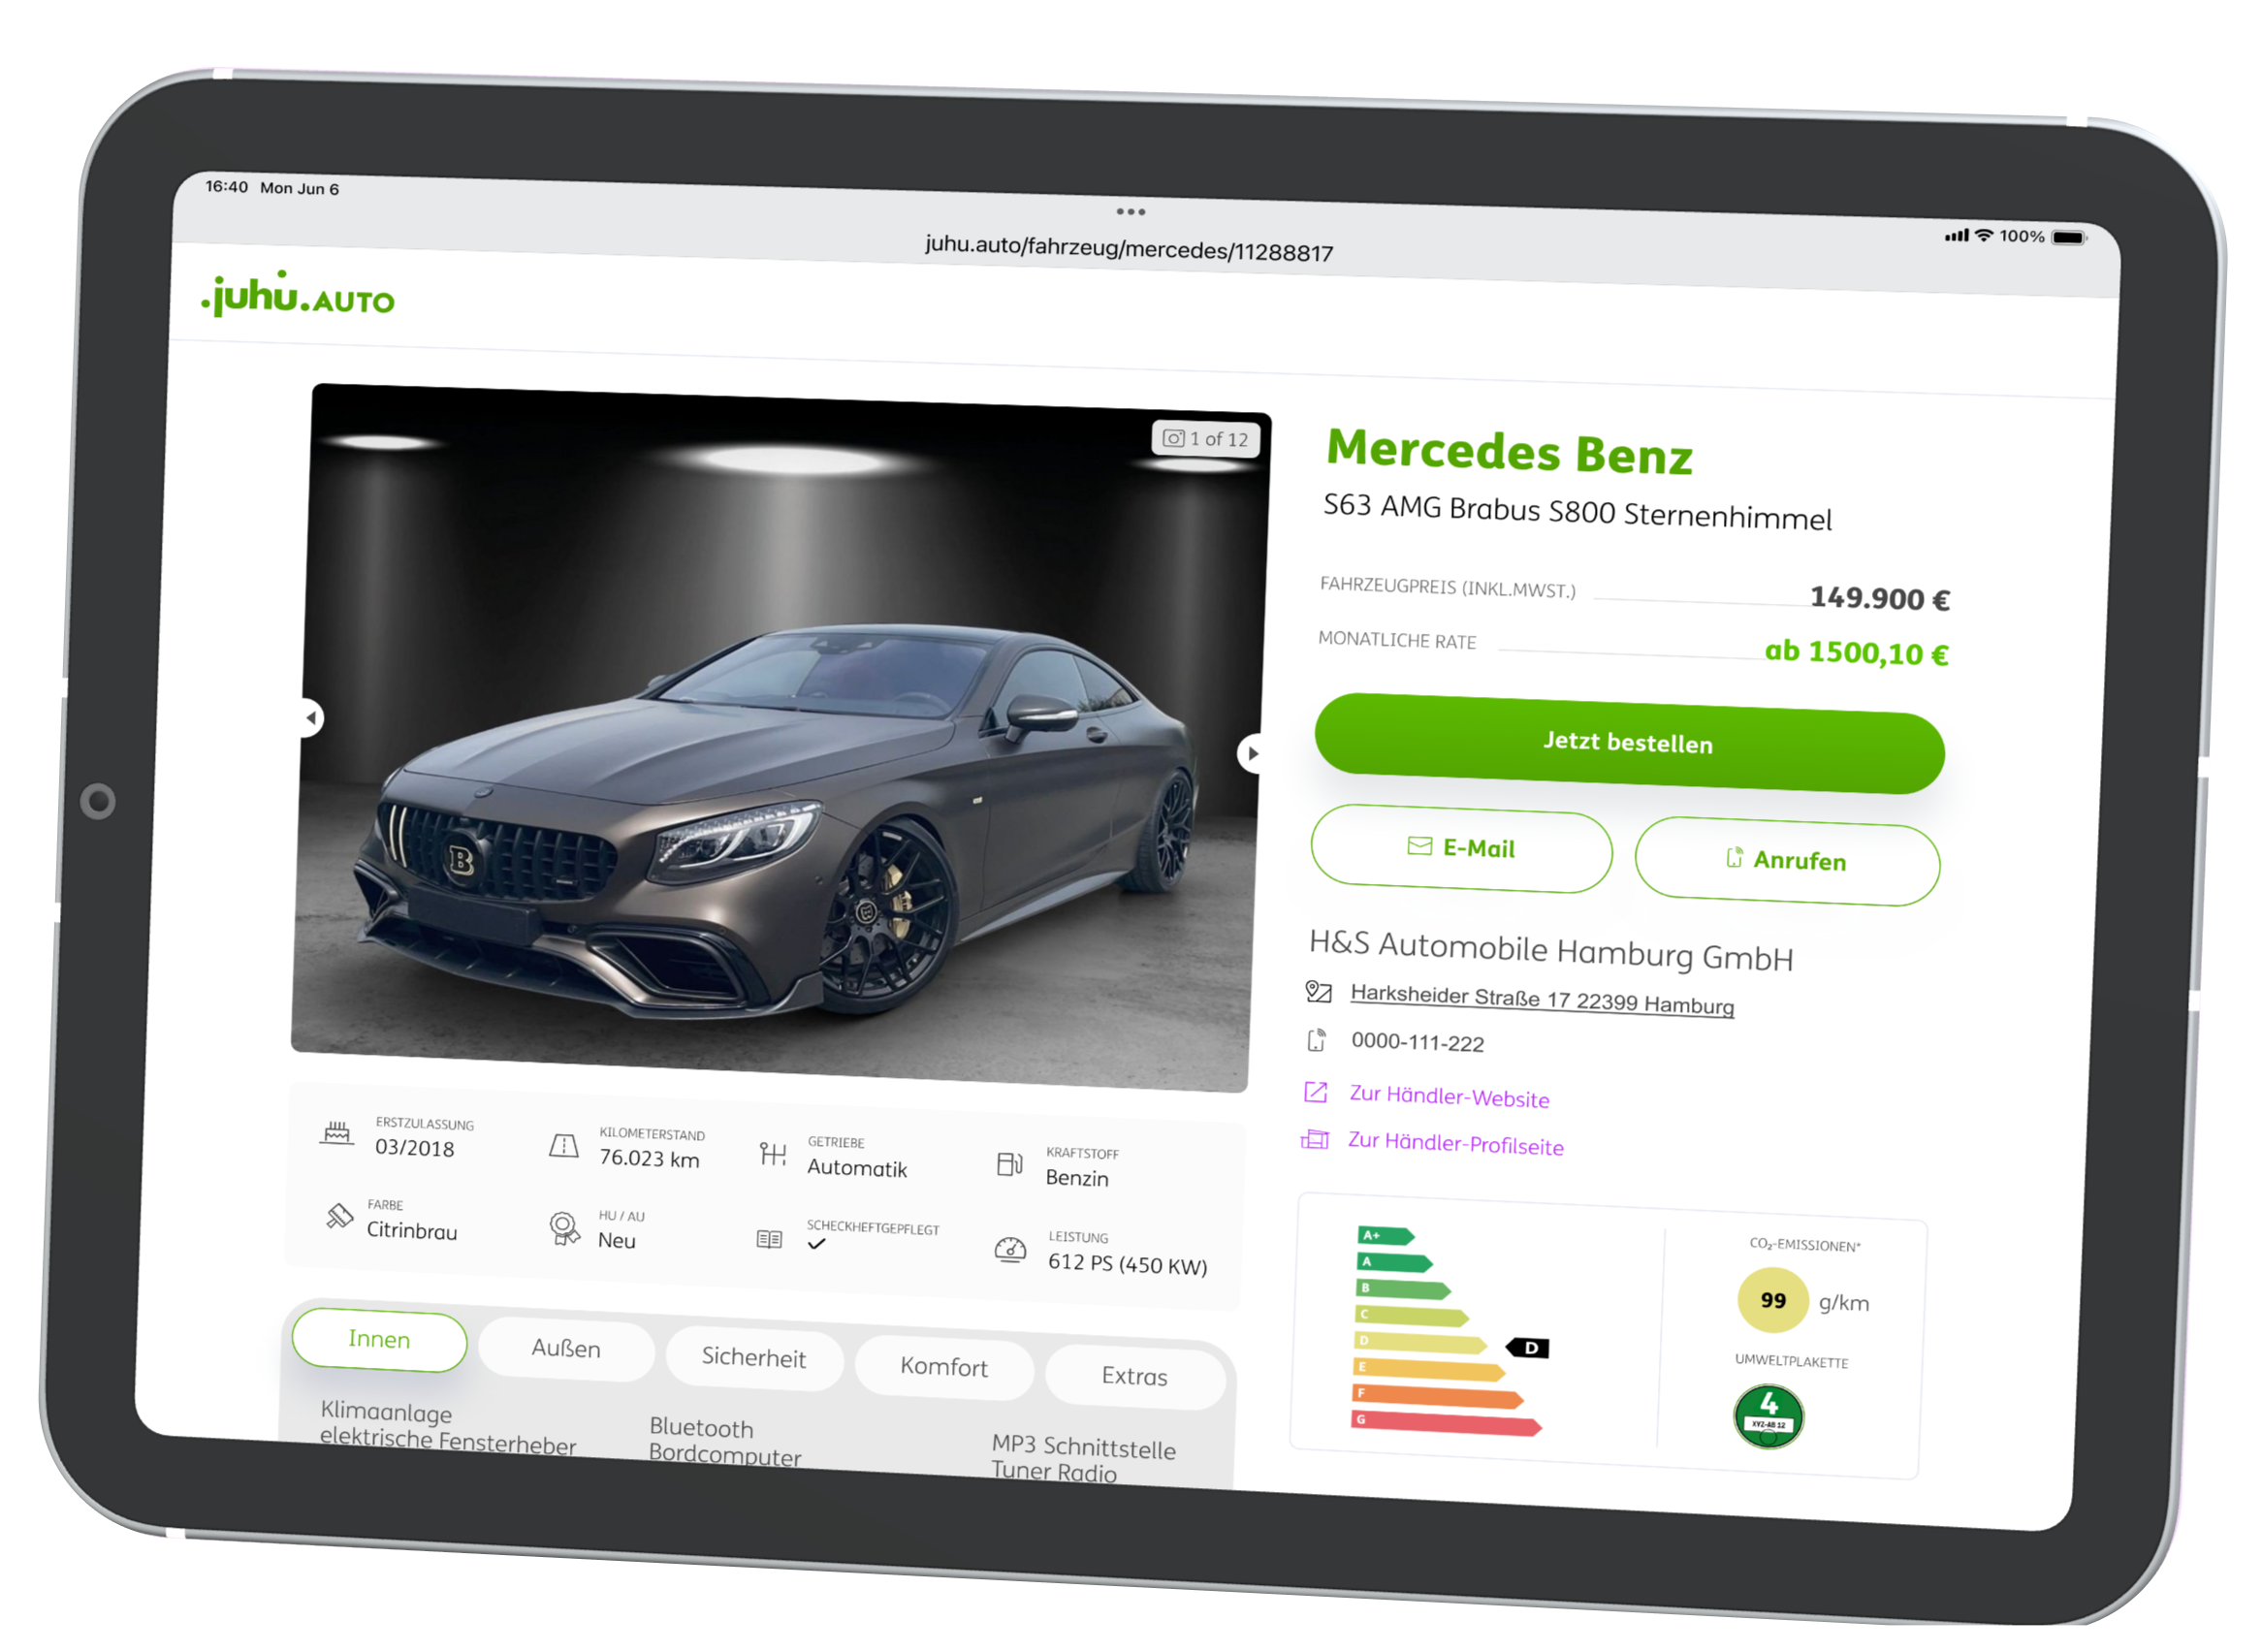 16:40 Mon Jun 6
100%
juhu.auto/fahrzeug/mercedes/11288817
.juhu.AUTO
1 of 12
B
Mercedes Benz
S63 AMG Brabus S800 Sternenhimmel
FAHRZEUGPREIS (INKL.MWST.) 149.900 €
MONATLICHE RATE ab 1500,10 €
Jetzt bestellen
E-Mail
Anrufen
H&S Automobile Hamburg GmbH
Harksheider Straße 17 22399 Hamburg
0000-111-222
Zur Händler-Website
Zur Händler-Profilseite
ERSTZULASSUNG
03/2018
KILOMETERSTAND
76.023 km
GETRIEBE
Automatik
KRAFTSTOFF
Benzin
FARBE
Citrinbrau
HU / AU
Neu
SCHECKHEFTGEPFLEGT
LEISTUNG
612 PS (450 KW)
Innen
Außen
Sicherheit
Komfort
Extras
Klimaanlage
elektrische Fensterheber
Bluetooth
Bordcomputer
MP3 Schnittstelle
Tuner Radio
A+
A
B
C
D
D
E
F
G
CO₂-EMISSIONEN*
99 g/km
UMWELTPLAKETTE
4
XYZ-AB 12